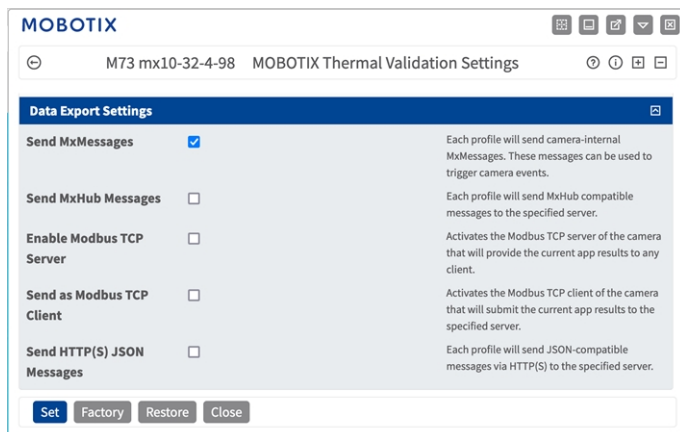 MOBOTIX
M73 mx10-32-4-98 MOBOTIX Thermal Validation Settings
Data Export Settings
Send MxMessages
Each profile will send camera-internal
MxMessages. These messages can be used to
trigger camera events.
Send MxHub Messages
Each profile will send MxHub compatible
messages to the specified server.
Enable Modbus TCP
Server
Activates the Modbus TCP server of the camera
that will provide the current app results to any
client.
Send as Modbus TCP
Client
Activates the Modbus TCP client of the camera
that will submit the current app results to the
specified server.
Send HTTP(S) JSON
Messages
Each profile will send JSON-compatible
messages via HTTP(S) to the specified server.
Set Factory Restore Close